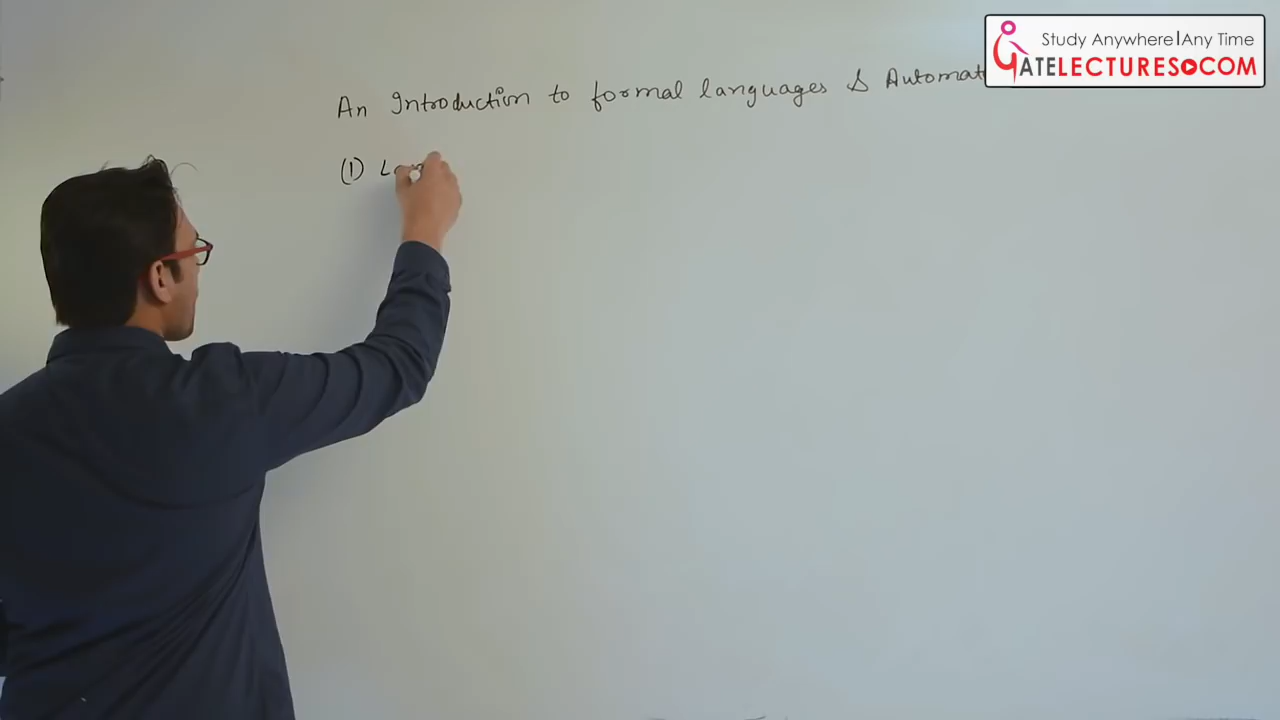 Study Anywhere|Any Time
GATELECTURES.COM
An Introduction to formal languages & Automat
(1)